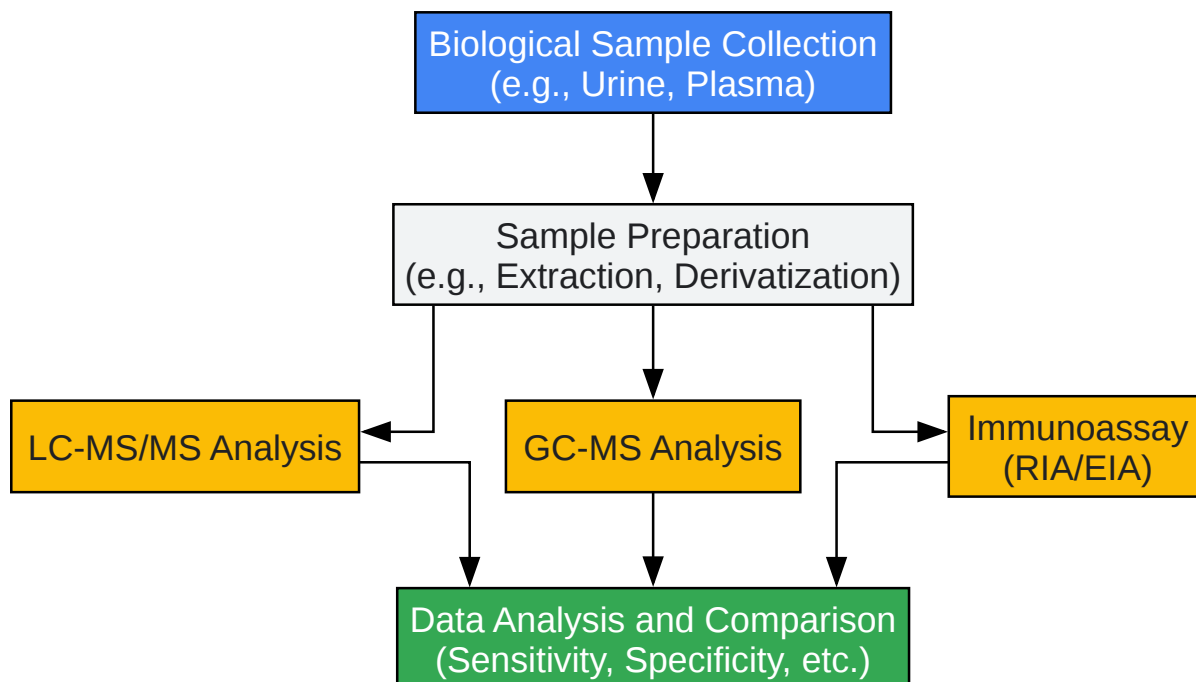 Biological Sample Collection
(e.g., Urine, Plasma)
Sample Preparation
(e.g., Extraction, Derivatization)
LC-MS/MS Analysis
GC-MS Analysis
Immunoassay
(RIA/EIA)
Data Analysis and Comparison
(Sensitivity, Specificity, etc.)